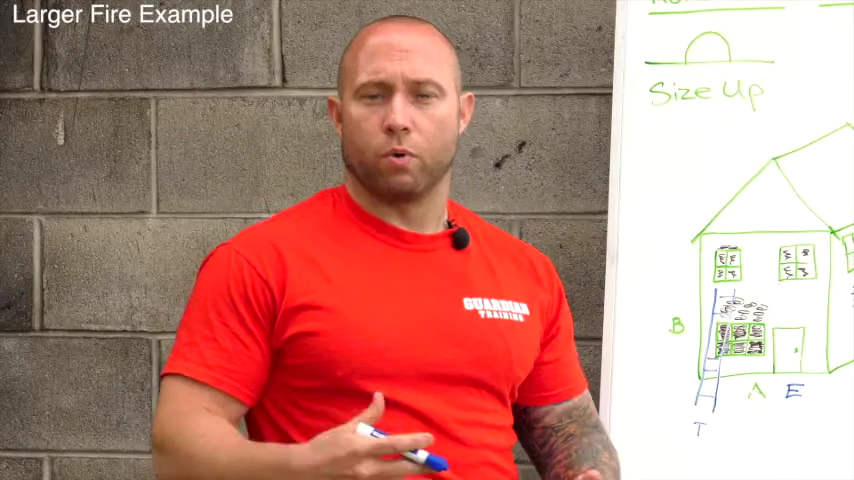 Larger Fire Example
Size Up
GUARDIAN
TRAINING
B
A E
T